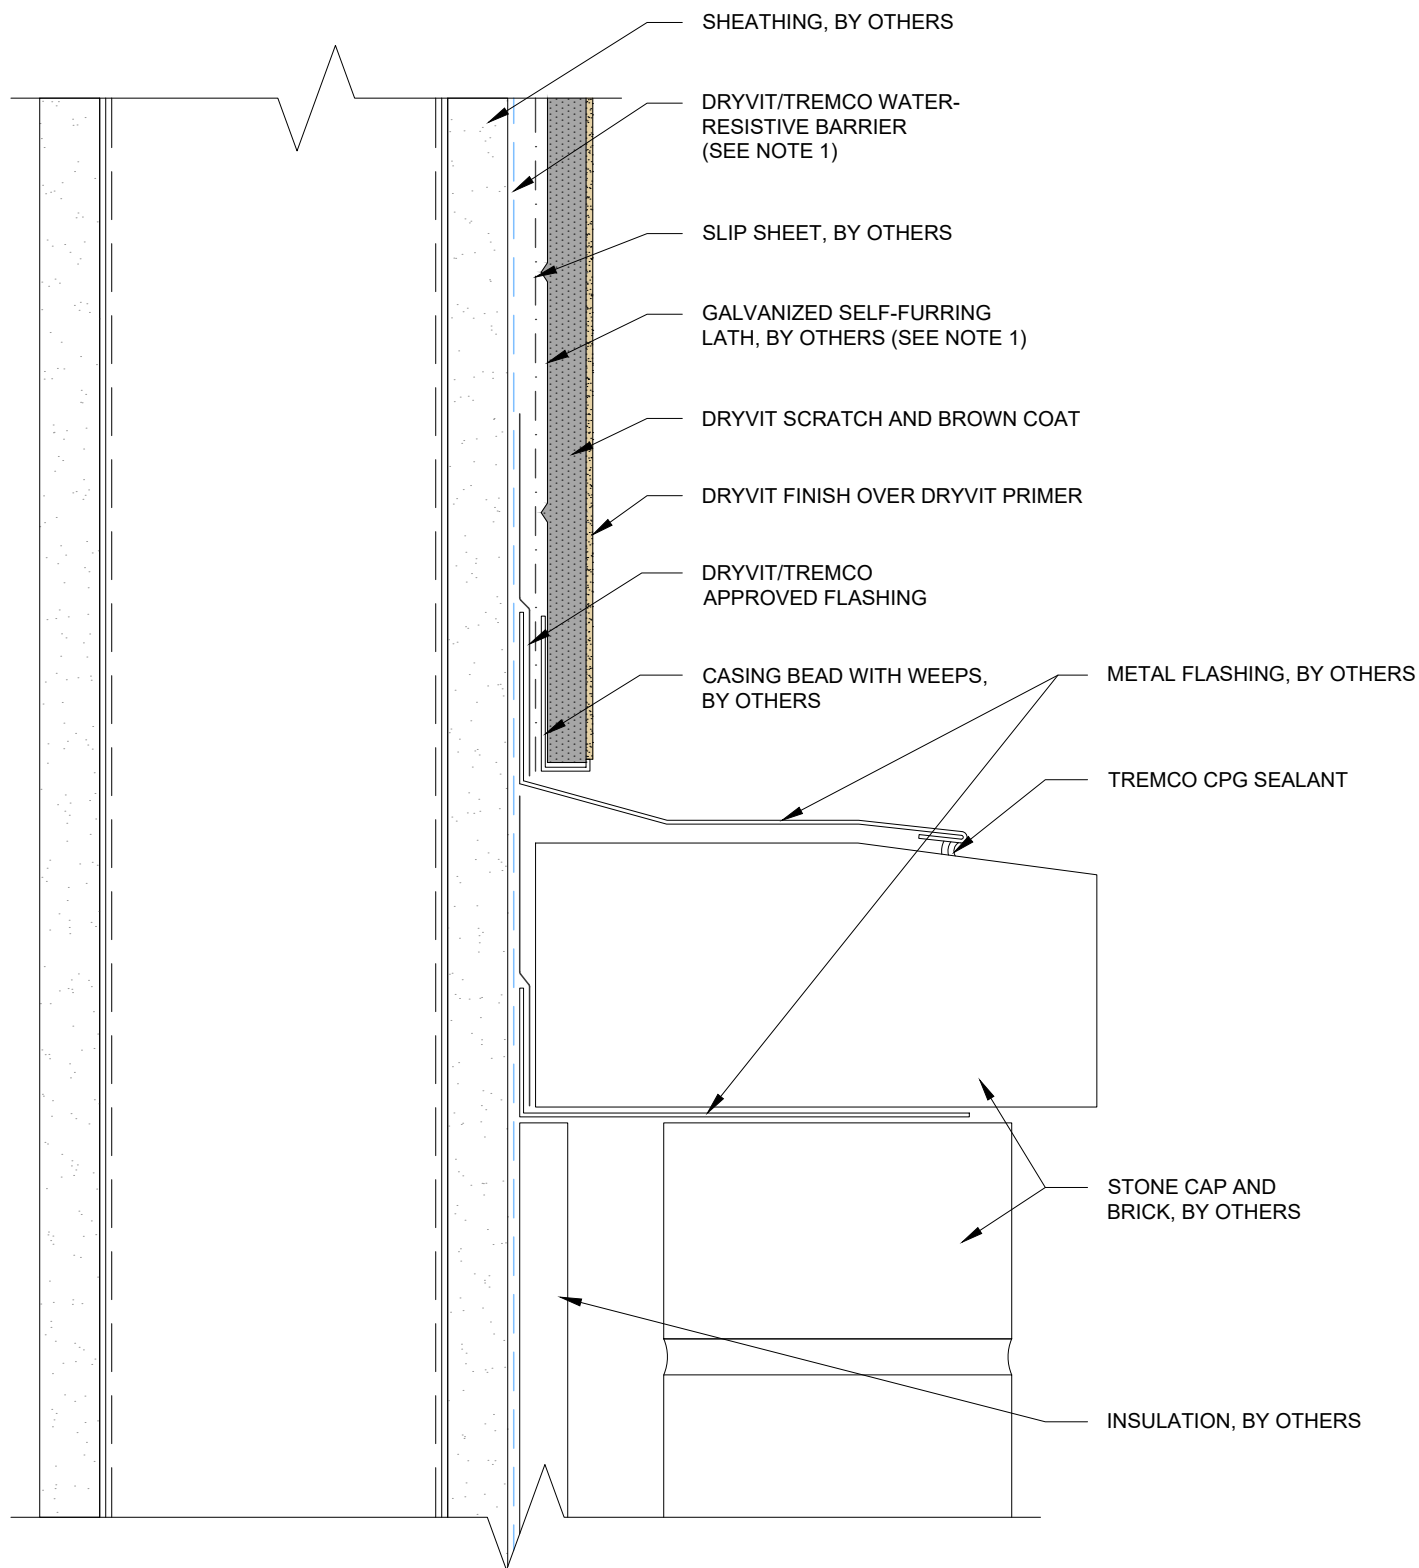 SHEATHING, BY OTHERS
DRYVIT/TREMCO WATER-
RESISTIVE BARRIER
(SEE NOTE 1)
SLIP SHEET, BY OTHERS
GALVANIZED SELF-FURRING
LATH, BY OTHERS (SEE NOTE 1)
DRYVIT SCRATCH AND BROWN COAT
DRYVIT FINISH OVER DRYVIT PRIMER
DRYVIT/TREMCO
APPROVED FLASHING
CASING BEAD WITH WEEPS,
BY OTHERS
METAL FLASHING, BY OTHERS
TREMCO CPG SEALANT
STONE CAP AND
BRICK, BY OTHERS
INSULATION, BY OTHERS